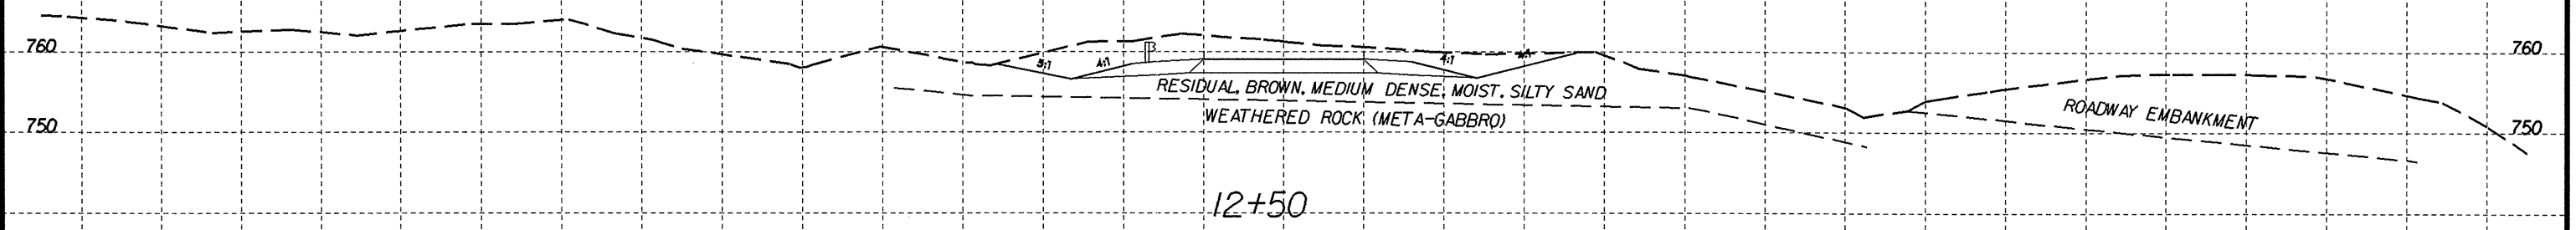 760 760
3:1 4:1 4:1
RESIDUAL, BROWN, MEDIUM DENSE, MOIST, SILTY SAND
750 WEATHERED ROCK (META-GABBRO) ROADWAY EMBANKMENT 750
12+50